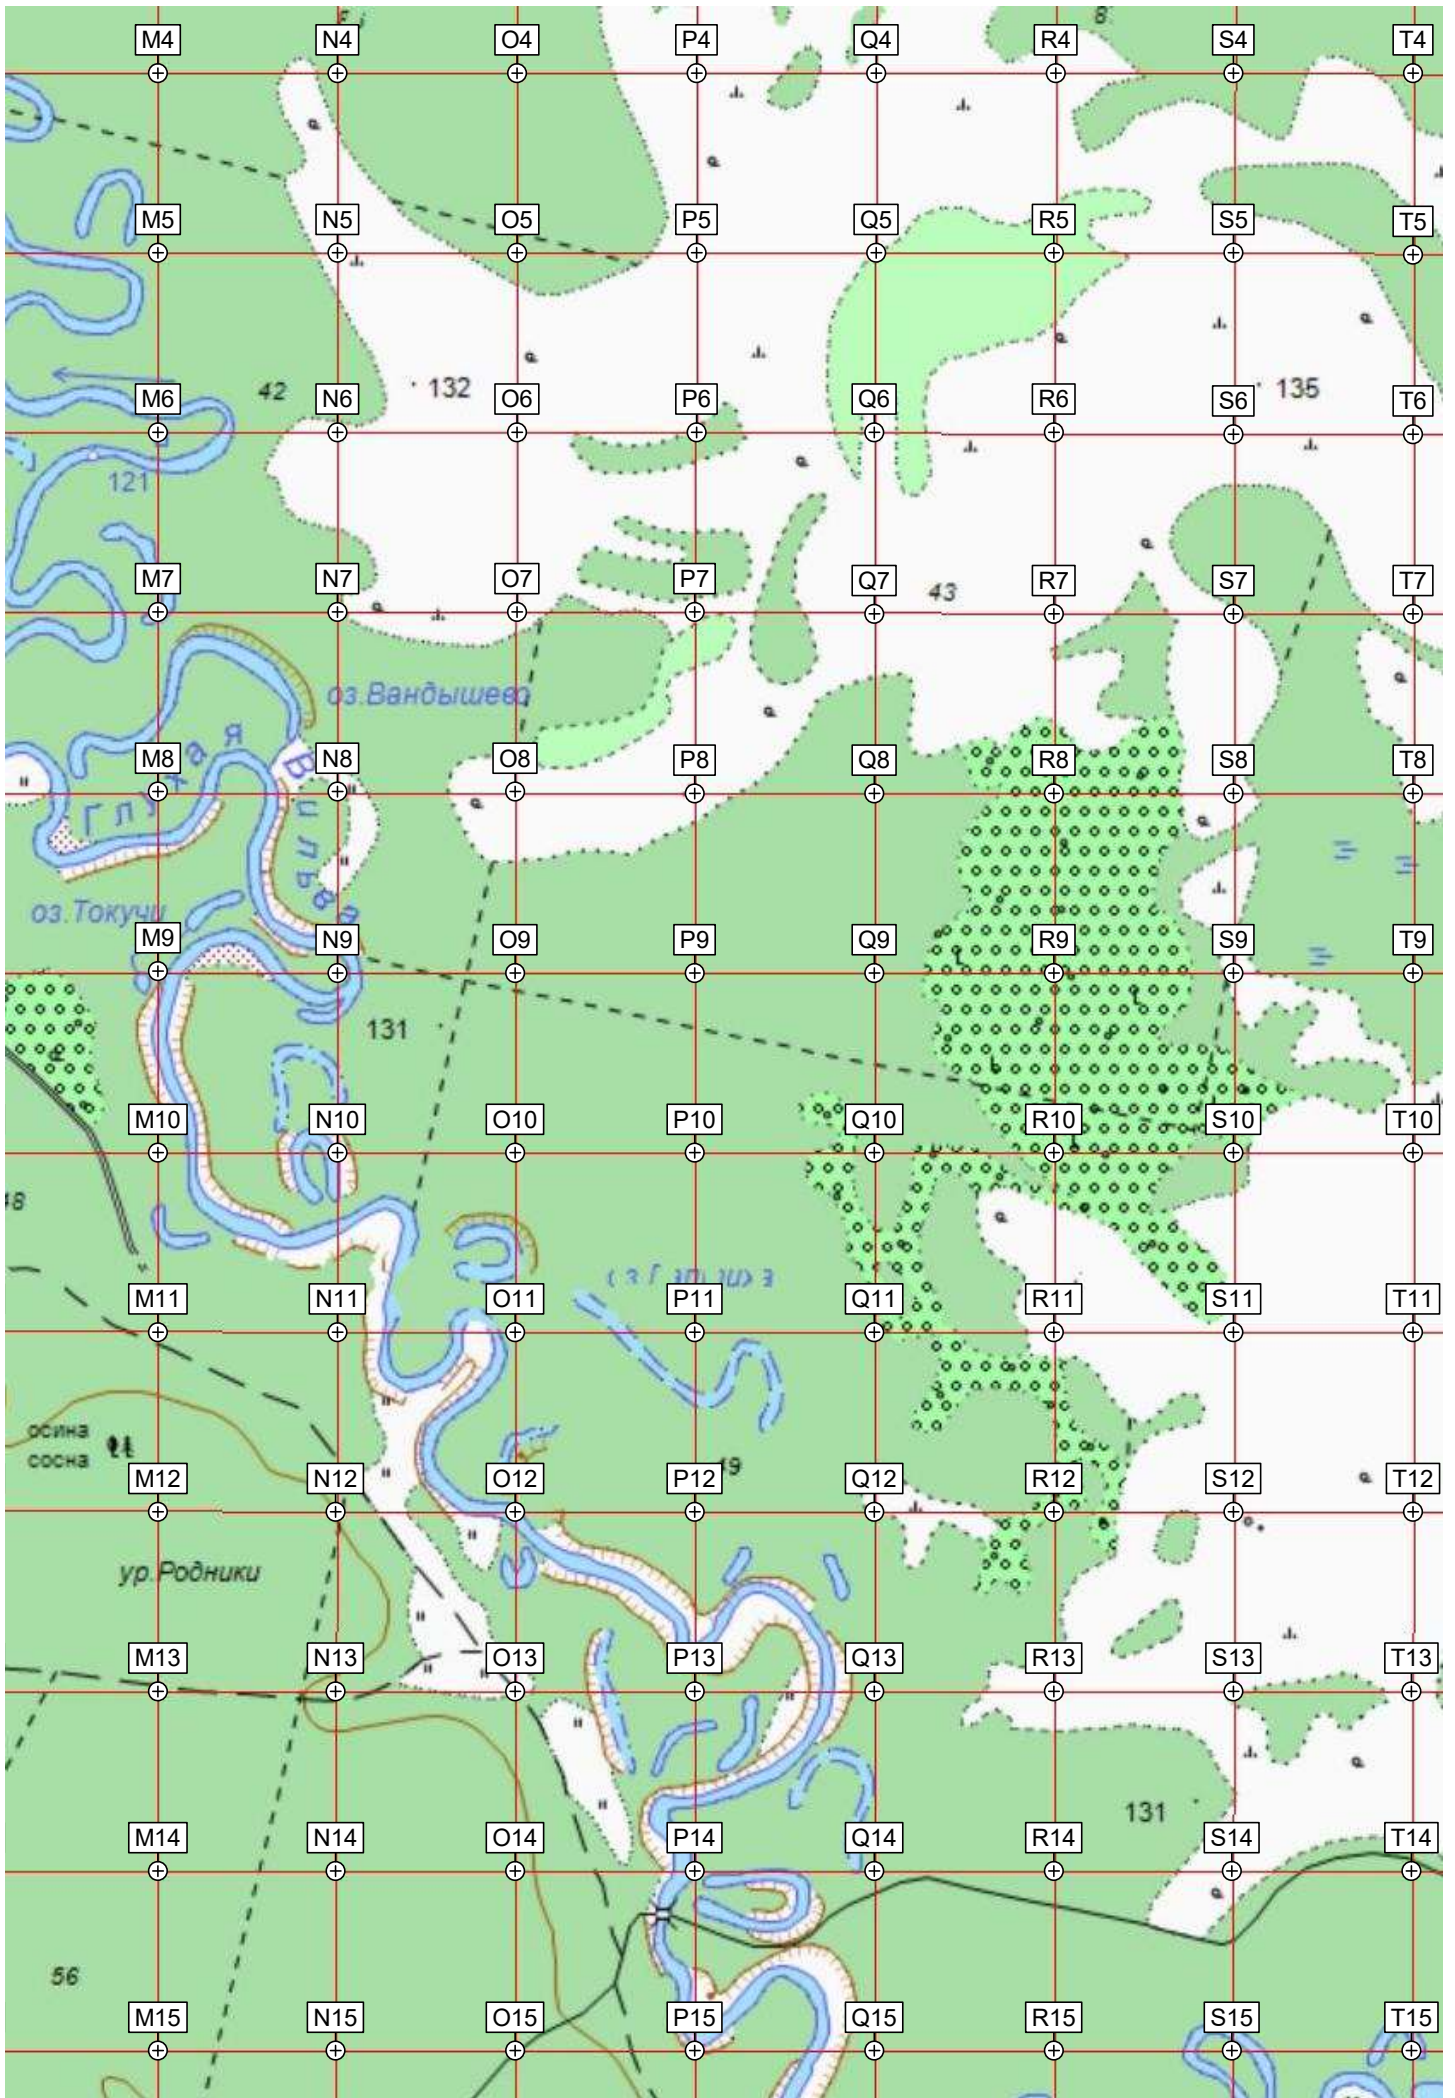 8
M4 N4 O4 P4 Q4 R4 S4 T4
M5 N5 O5 P5 Q5 R5 S5 T5
42 132 135
M6 N6 O6 P6 Q6 R6 S6 T6
121
M7 N7 O7 P7 Q7 R7 S7 T7
43
оз.Вандышево
Глухая Вильва
M8 N8 O8 P8 Q8 R8 S8 T8
оз.Токучи
M9 N9 O9 P9 Q9 R9 S9 T9
131
M10 N10 O10 P10 Q10 R10 S10 T10
48
M11 N11 O11 P11 Q11 R11 S11 T11
осина
сосна
49
M12 N12 O12 P12 Q12 R12 S12 T12
ур.Родники
M13 N13 O13 P13 Q13 R13 S13 T13
131
M14 N14 O14 P14 Q14 R14 S14 T14
56
M15 N15 O15 P15 Q15 R15 S15 T15